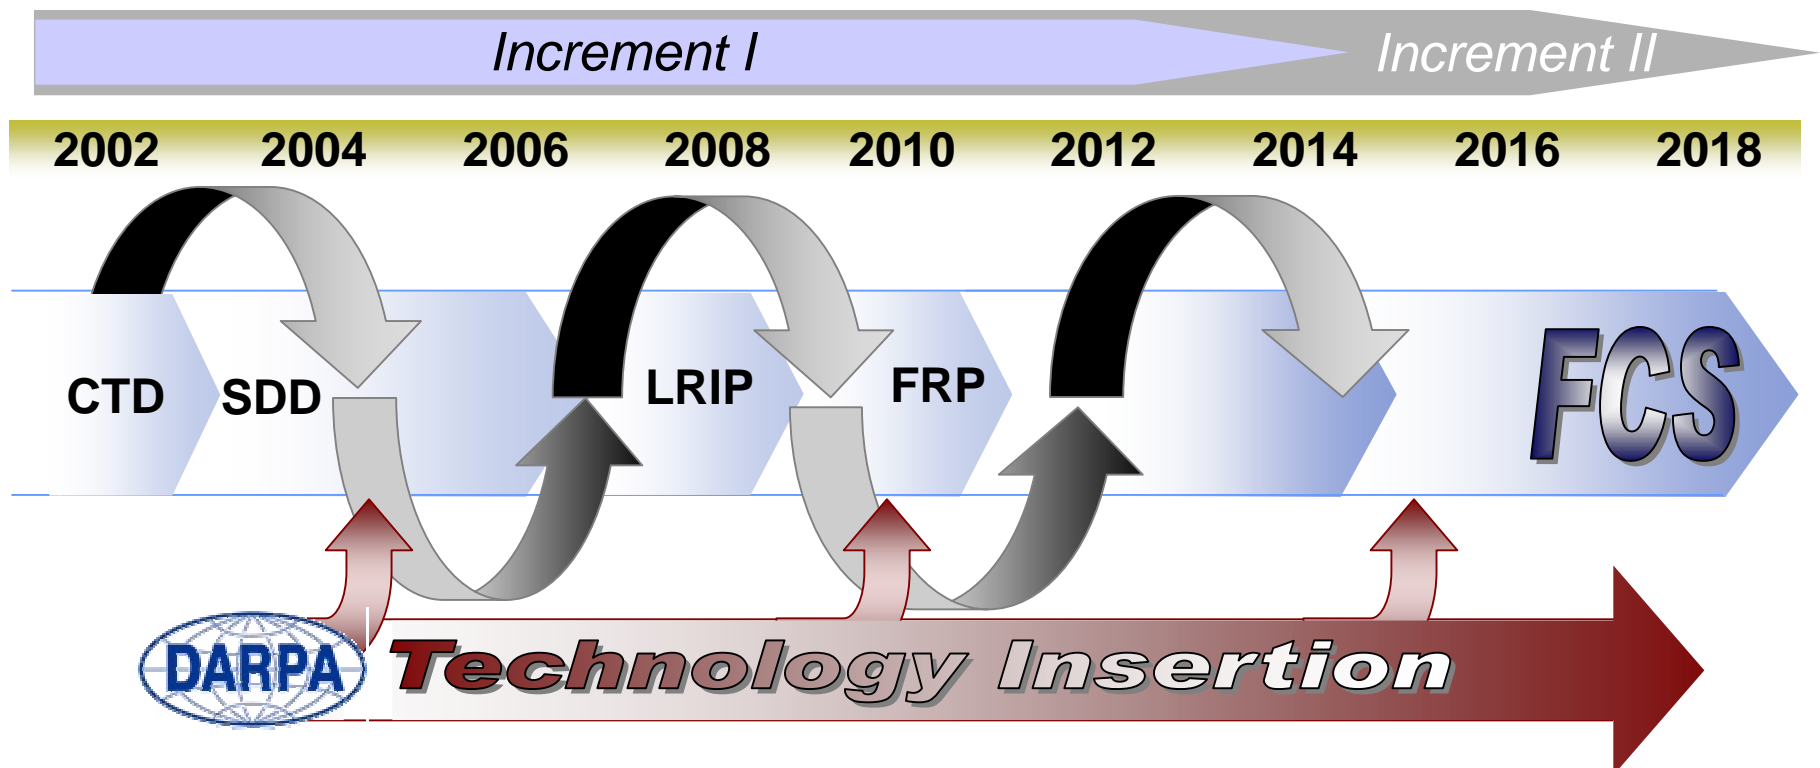 Increment I
Increment II
2002 2004 2006 2008 2010 2012 2014 2016 2018
CTD SDD LRIP FRP FCS
DARPA Technology Insertion